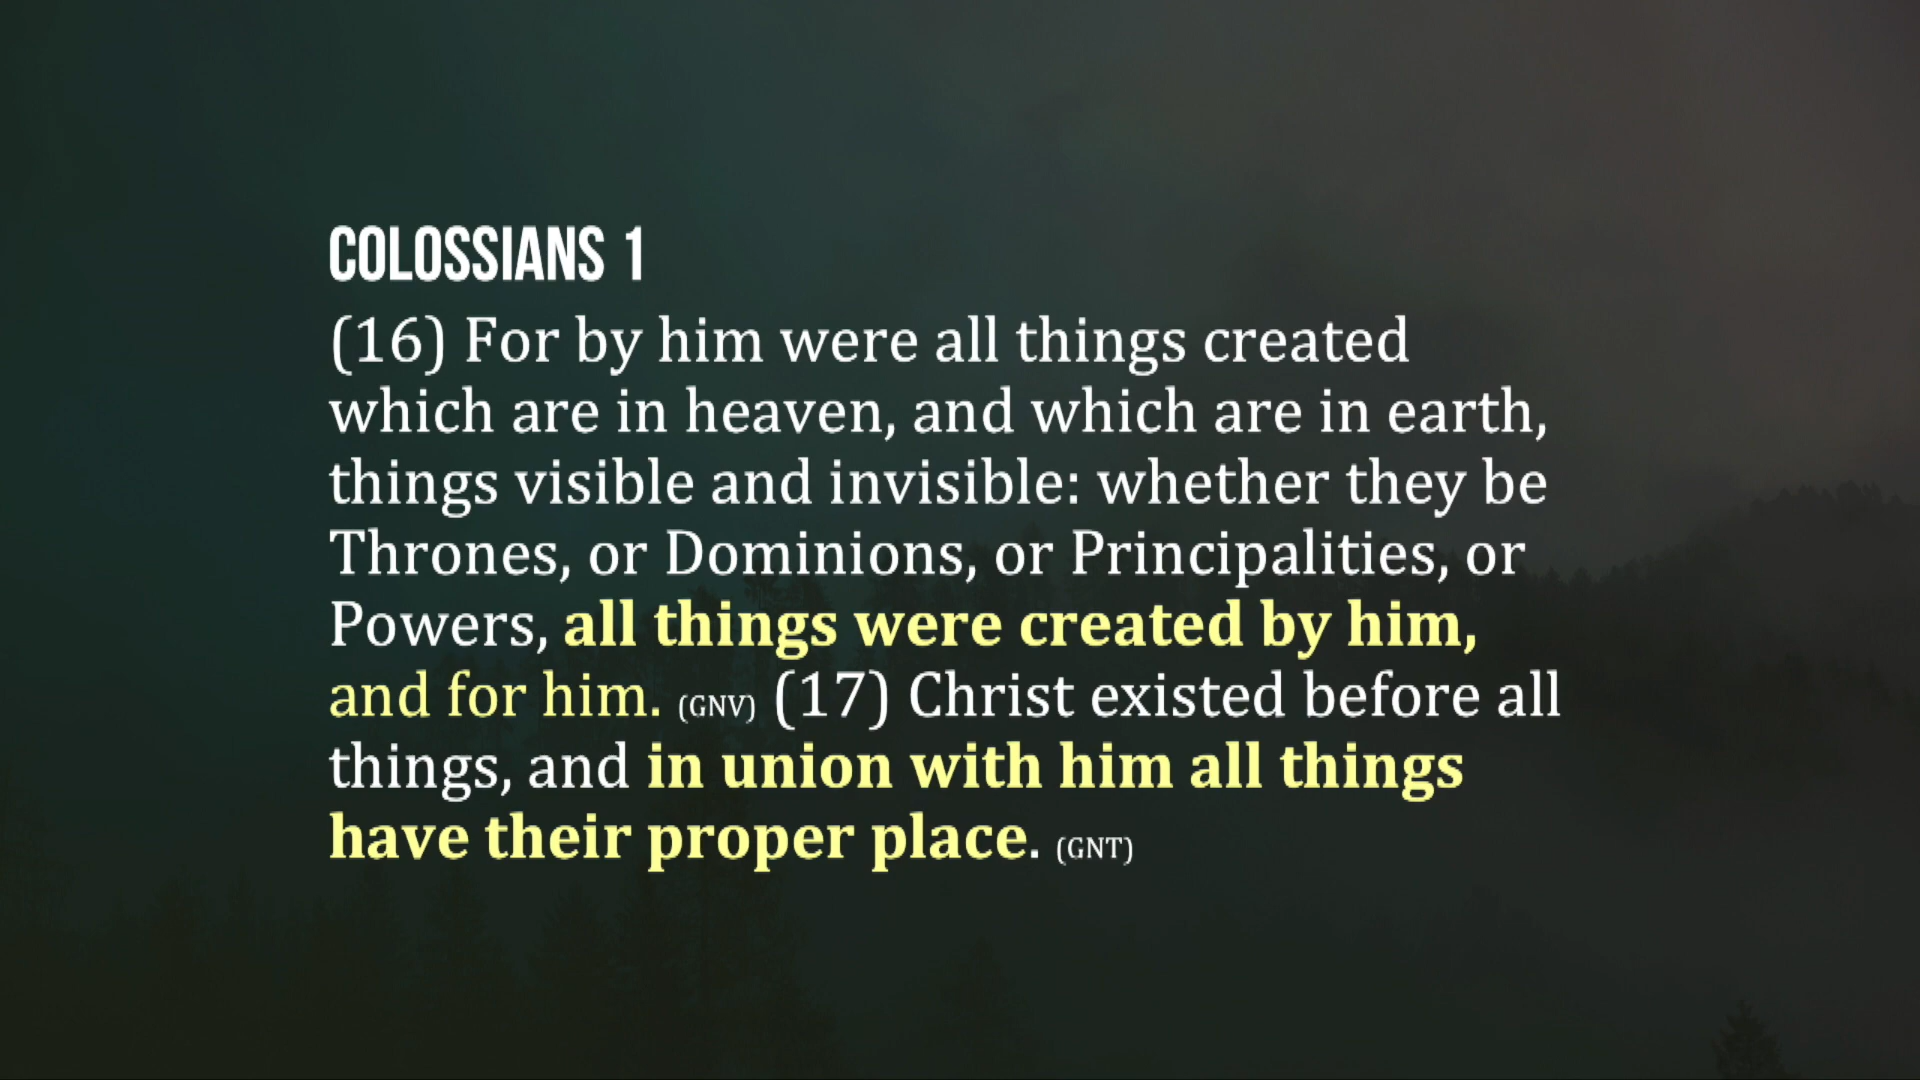 COLOSSIANS 1
(16) For by him were all things created
which are in heaven, and which are in earth,
things visible and invisible: whether they be
Thrones, or Dominions, or Principalities, or
Powers, all things were created by him,
and for him. (GNV) (17) Christ existed before all
things, and in union with him all things
have their proper place. (GNT)